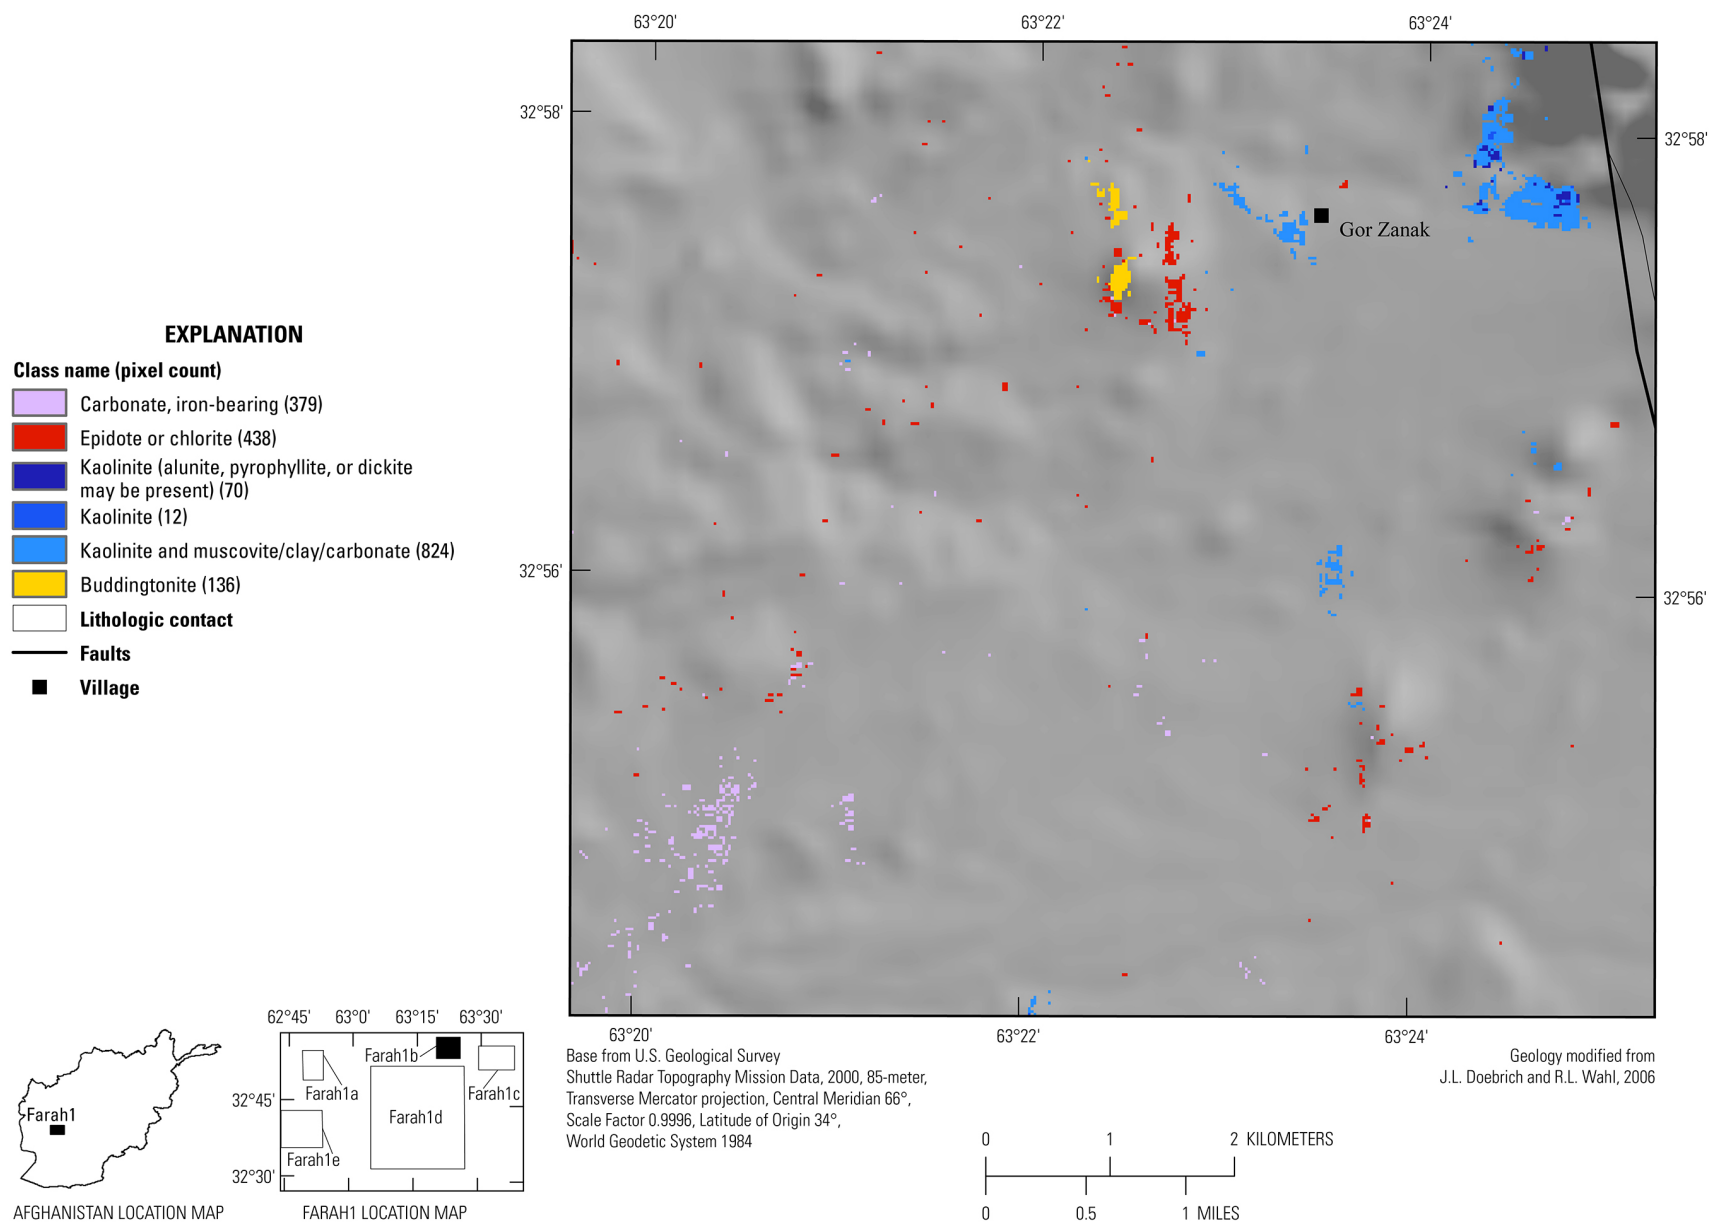 63°20'
63°22'
63°24'
32°58'
32°58'
Gor Zanak
EXPLANATION
Class name (pixel count)
Carbonate, iron-bearing (379)
Epidote or chlorite (438)
Kaolinite (alunite, pyrophyllite, or dickite
may be present) (70)
Kaolinite (12)
Kaolinite and muscovite/clay/carbonate (824)
Buddingtonite (136)
Lithologic contact
Faults
Village
32°56'
32°56'
63°20'
63°22'
63°24'
Farah1
AFGHANISTAN LOCATION MAP
62°45'
63°0'
63°15'
63°30'
32°45'
32°30'
Farah1b
Farah1a
Farah1c
Farah1d
Farah1e
FARAH1 LOCATION MAP
Base from U.S. Geological Survey
Shuttle Radar Topography Mission Data, 2000, 85-meter,
Transverse Mercator projection, Central Meridian 66°,
Scale Factor 0.9996, Latitude of Origin 34°,
World Geodetic System 1984
Geology modified from
J.L. Doebrich and R.L. Wahl, 2006
0 1 2 KILOMETERS
0 0.5 1 MILES